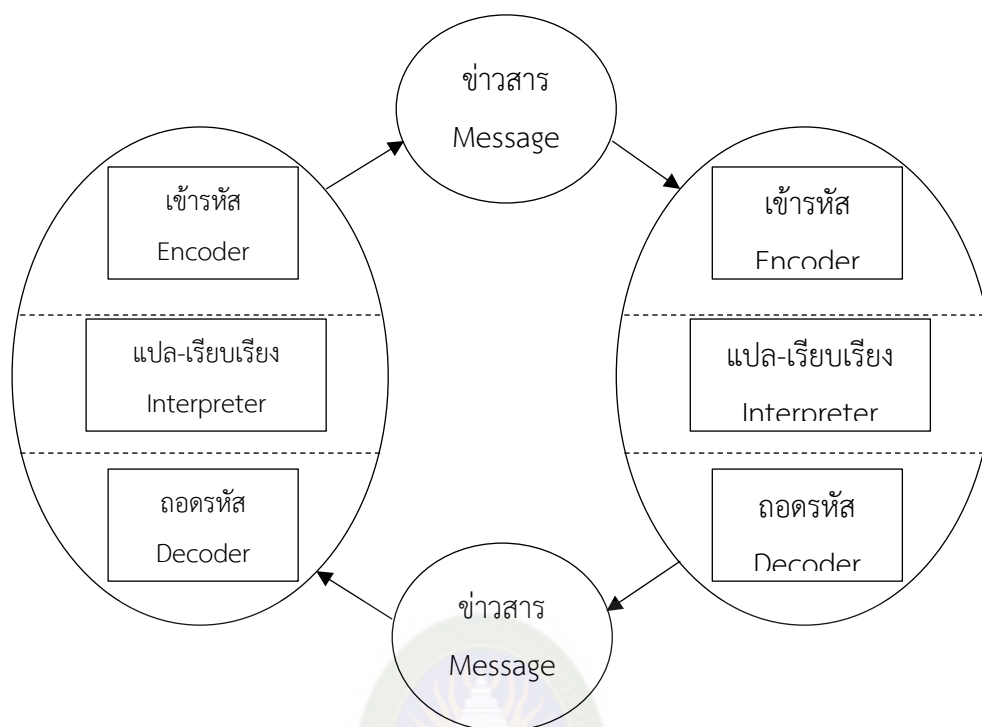 ข่าวสาร
Message
เข้ารหัส
Encoder
แปล-เรียบเรียง
Interpreter
ถอดรหัส
Decoder
เข้ารหัส
Encoder
แปล-เรียบเรียง
Interpreter
ถอดรหัส
Decoder
ข่าวสาร
Message